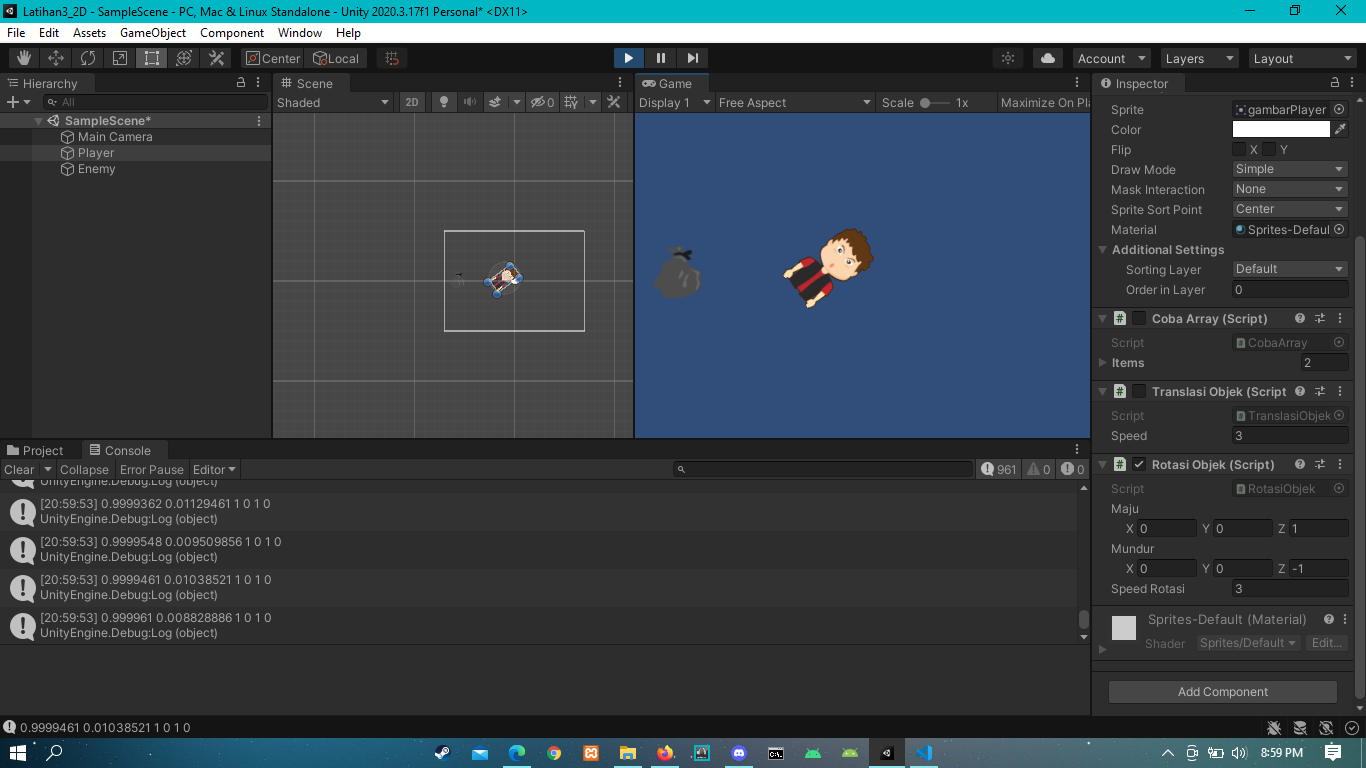 Latihan3_2D - SampleScene - PC, Mac & Linux Standalone - Unity 2020.3.17f1 Personal* <DX11>
File Edit Assets GameObject Component Window Help
Center Local Account Layers Layout
Hierarchy
All
SampleScene*
Main Camera
Player
Enemy
Scene
Shaded 2D 0
Game
Display 1 Free Aspect Scale 1x Maximize On Pla
Inspector
Sprite gambarPlayer
Color
Flip X Y
Draw Mode Simple
Mask Interaction None
Sprite Sort Point Center
Material Sprites-Defaul
Additional Settings
Sorting Layer Default
Order in Layer 0
# Coba Array (Script)
Script CobaArray
Items 2
# Translasi Objek (Script
Script TranslasiObjek
Speed 3
# Rotasi Objek (Script)
Script RotasiObjek
Maju
X 0 Y 0 Z 1
Mundur
X 0 Y 0 Z -1
Speed Rotasi 3
Sprites-Default (Material)
Shader Sprites/Default Edit...
Add Component
Project Console
Clear Collapse Error Pause Editor 961 0 0
UnityEngine.Debug:Log (object)
[20:59:53] 0.9999362 0.01129461 1 0 1 0
UnityEngine.Debug:Log (object)
[20:59:53] 0.9999548 0.009509856 1 0 1 0
UnityEngine.Debug:Log (object)
[20:59:53] 0.9999461 0.01038521 1 0 1 0
UnityEngine.Debug:Log (object)
[20:59:53] 0.999961 0.008828886 1 0 1 0
UnityEngine.Debug:Log (object)
0.9999461 0.01038521 1 0 1 0
8:59 PM